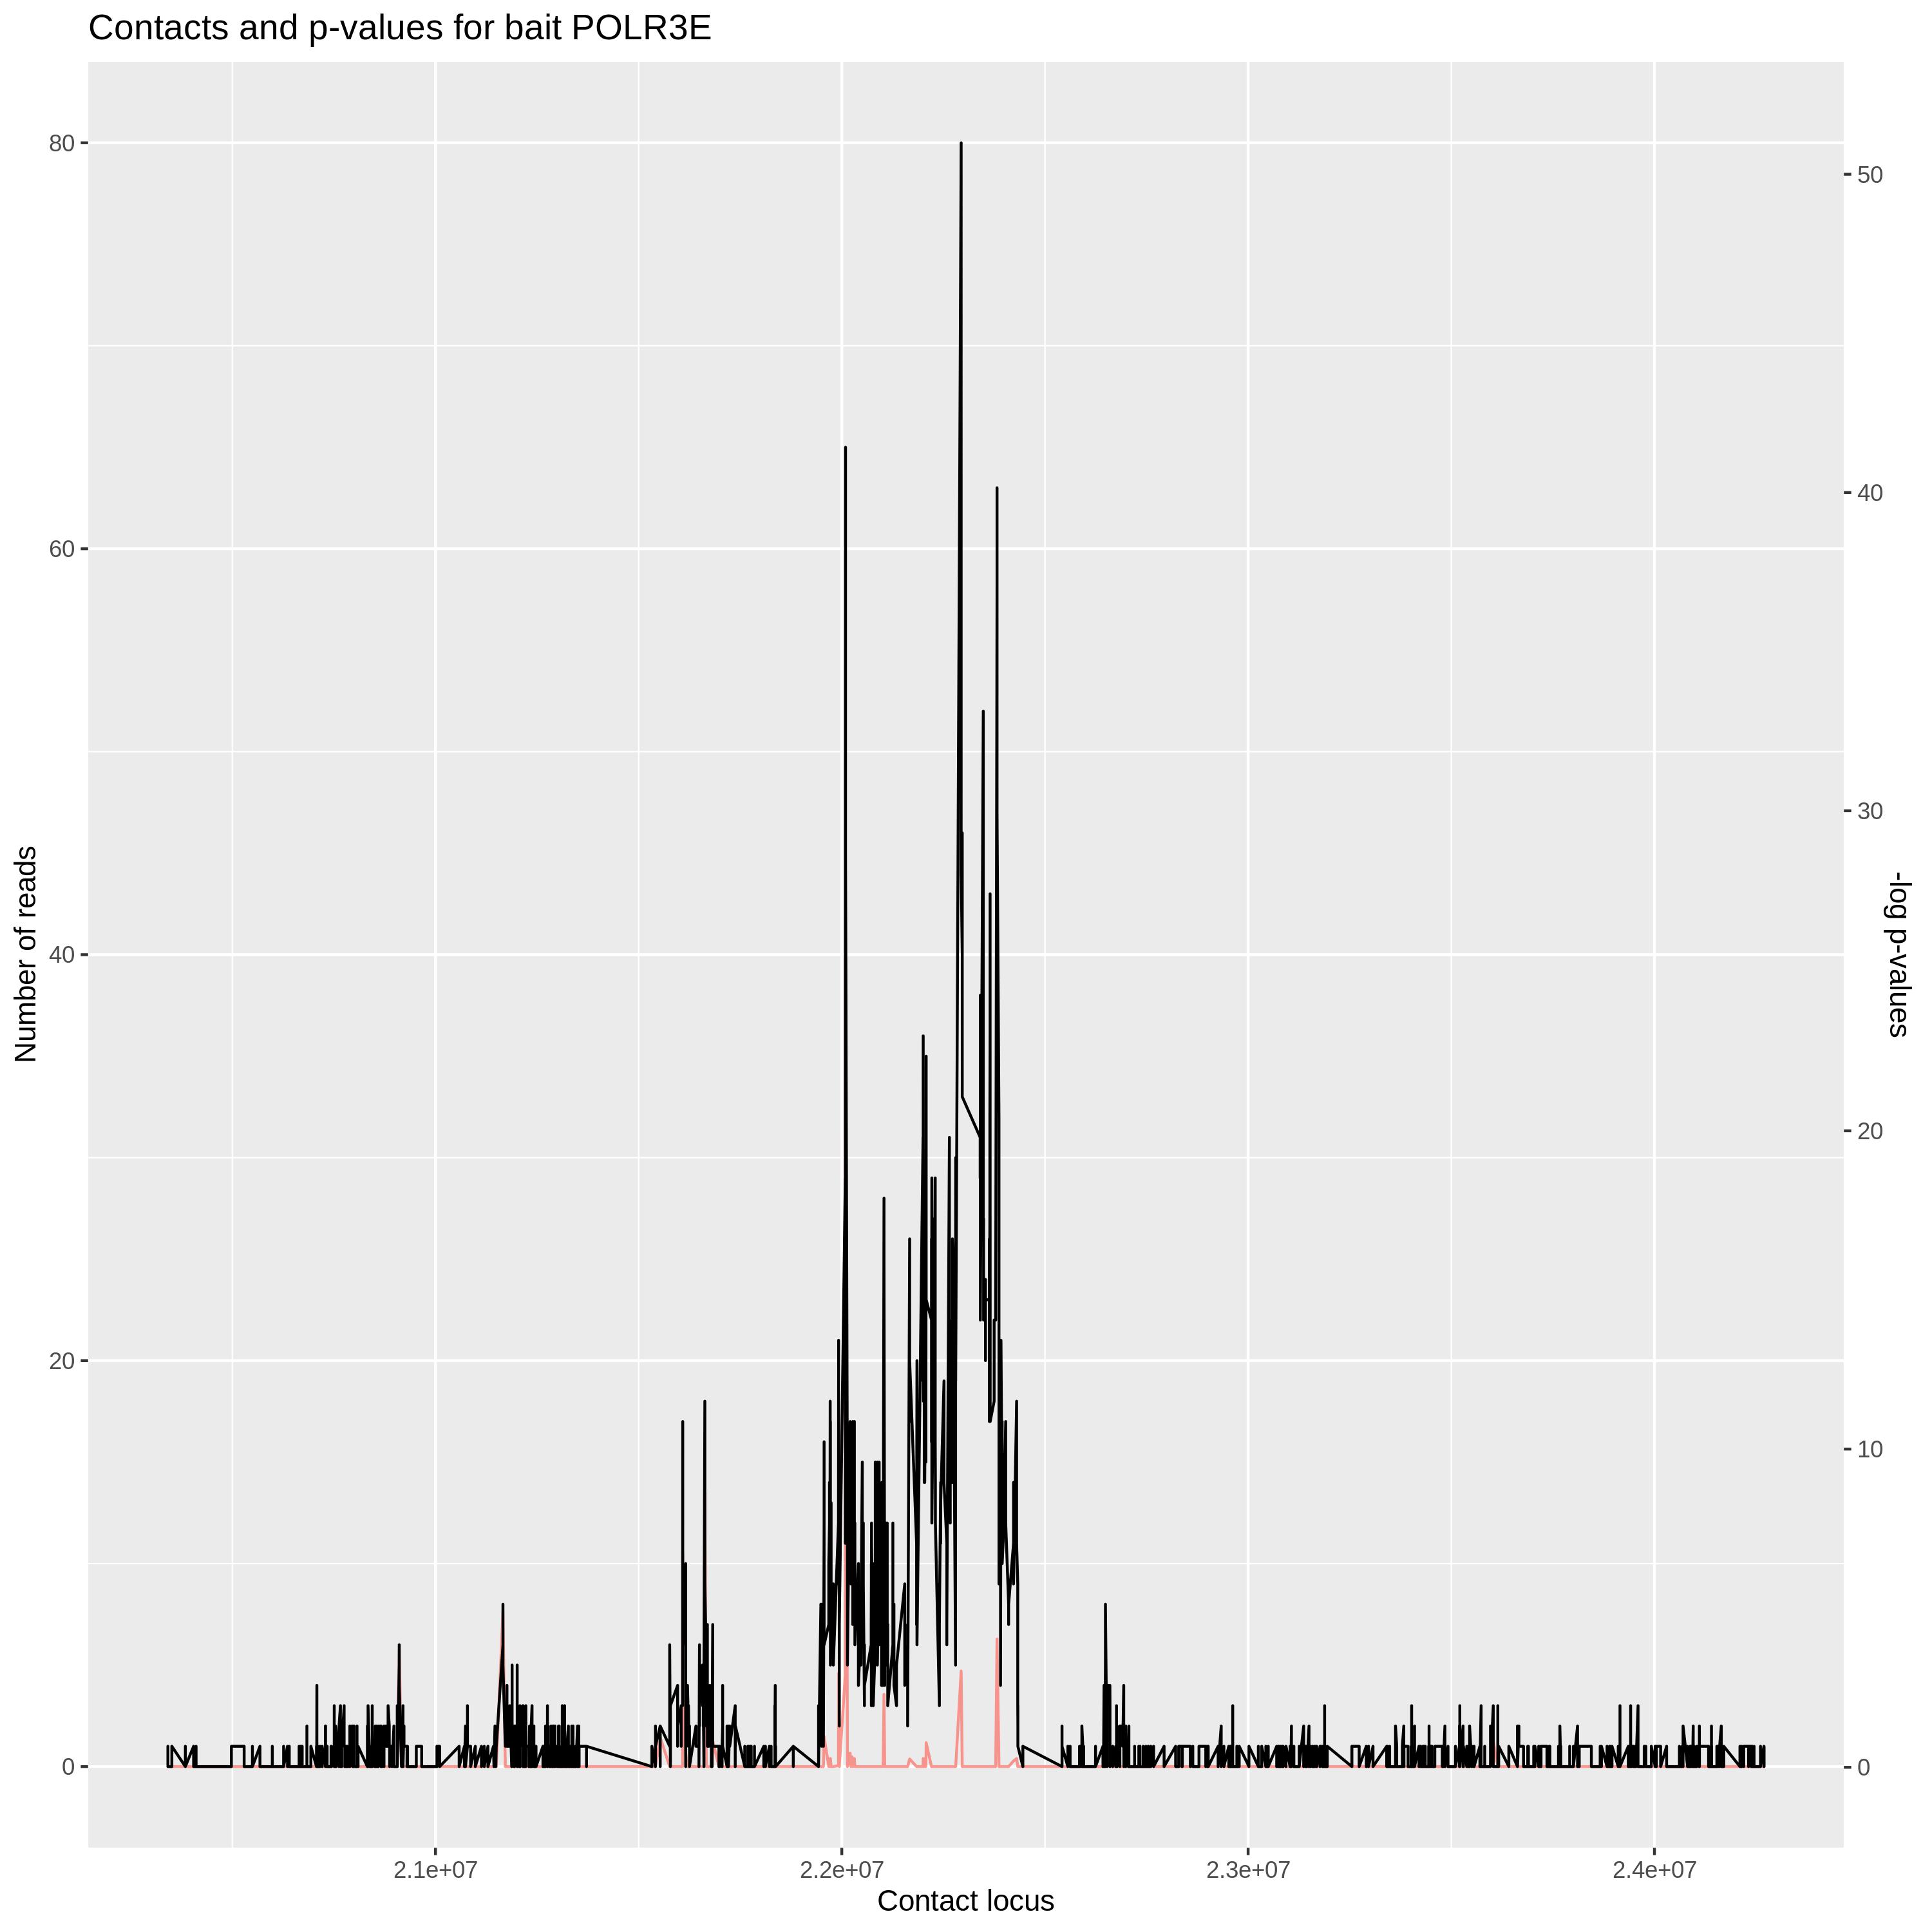 Contacts and p-values for bait POLR3E
80
60
40
20
0
Number of reads
50
40
30
20
10
0
-log p-values
2.1e+07
2.2e+07
2.3e+07
2.4e+07
Contact locus